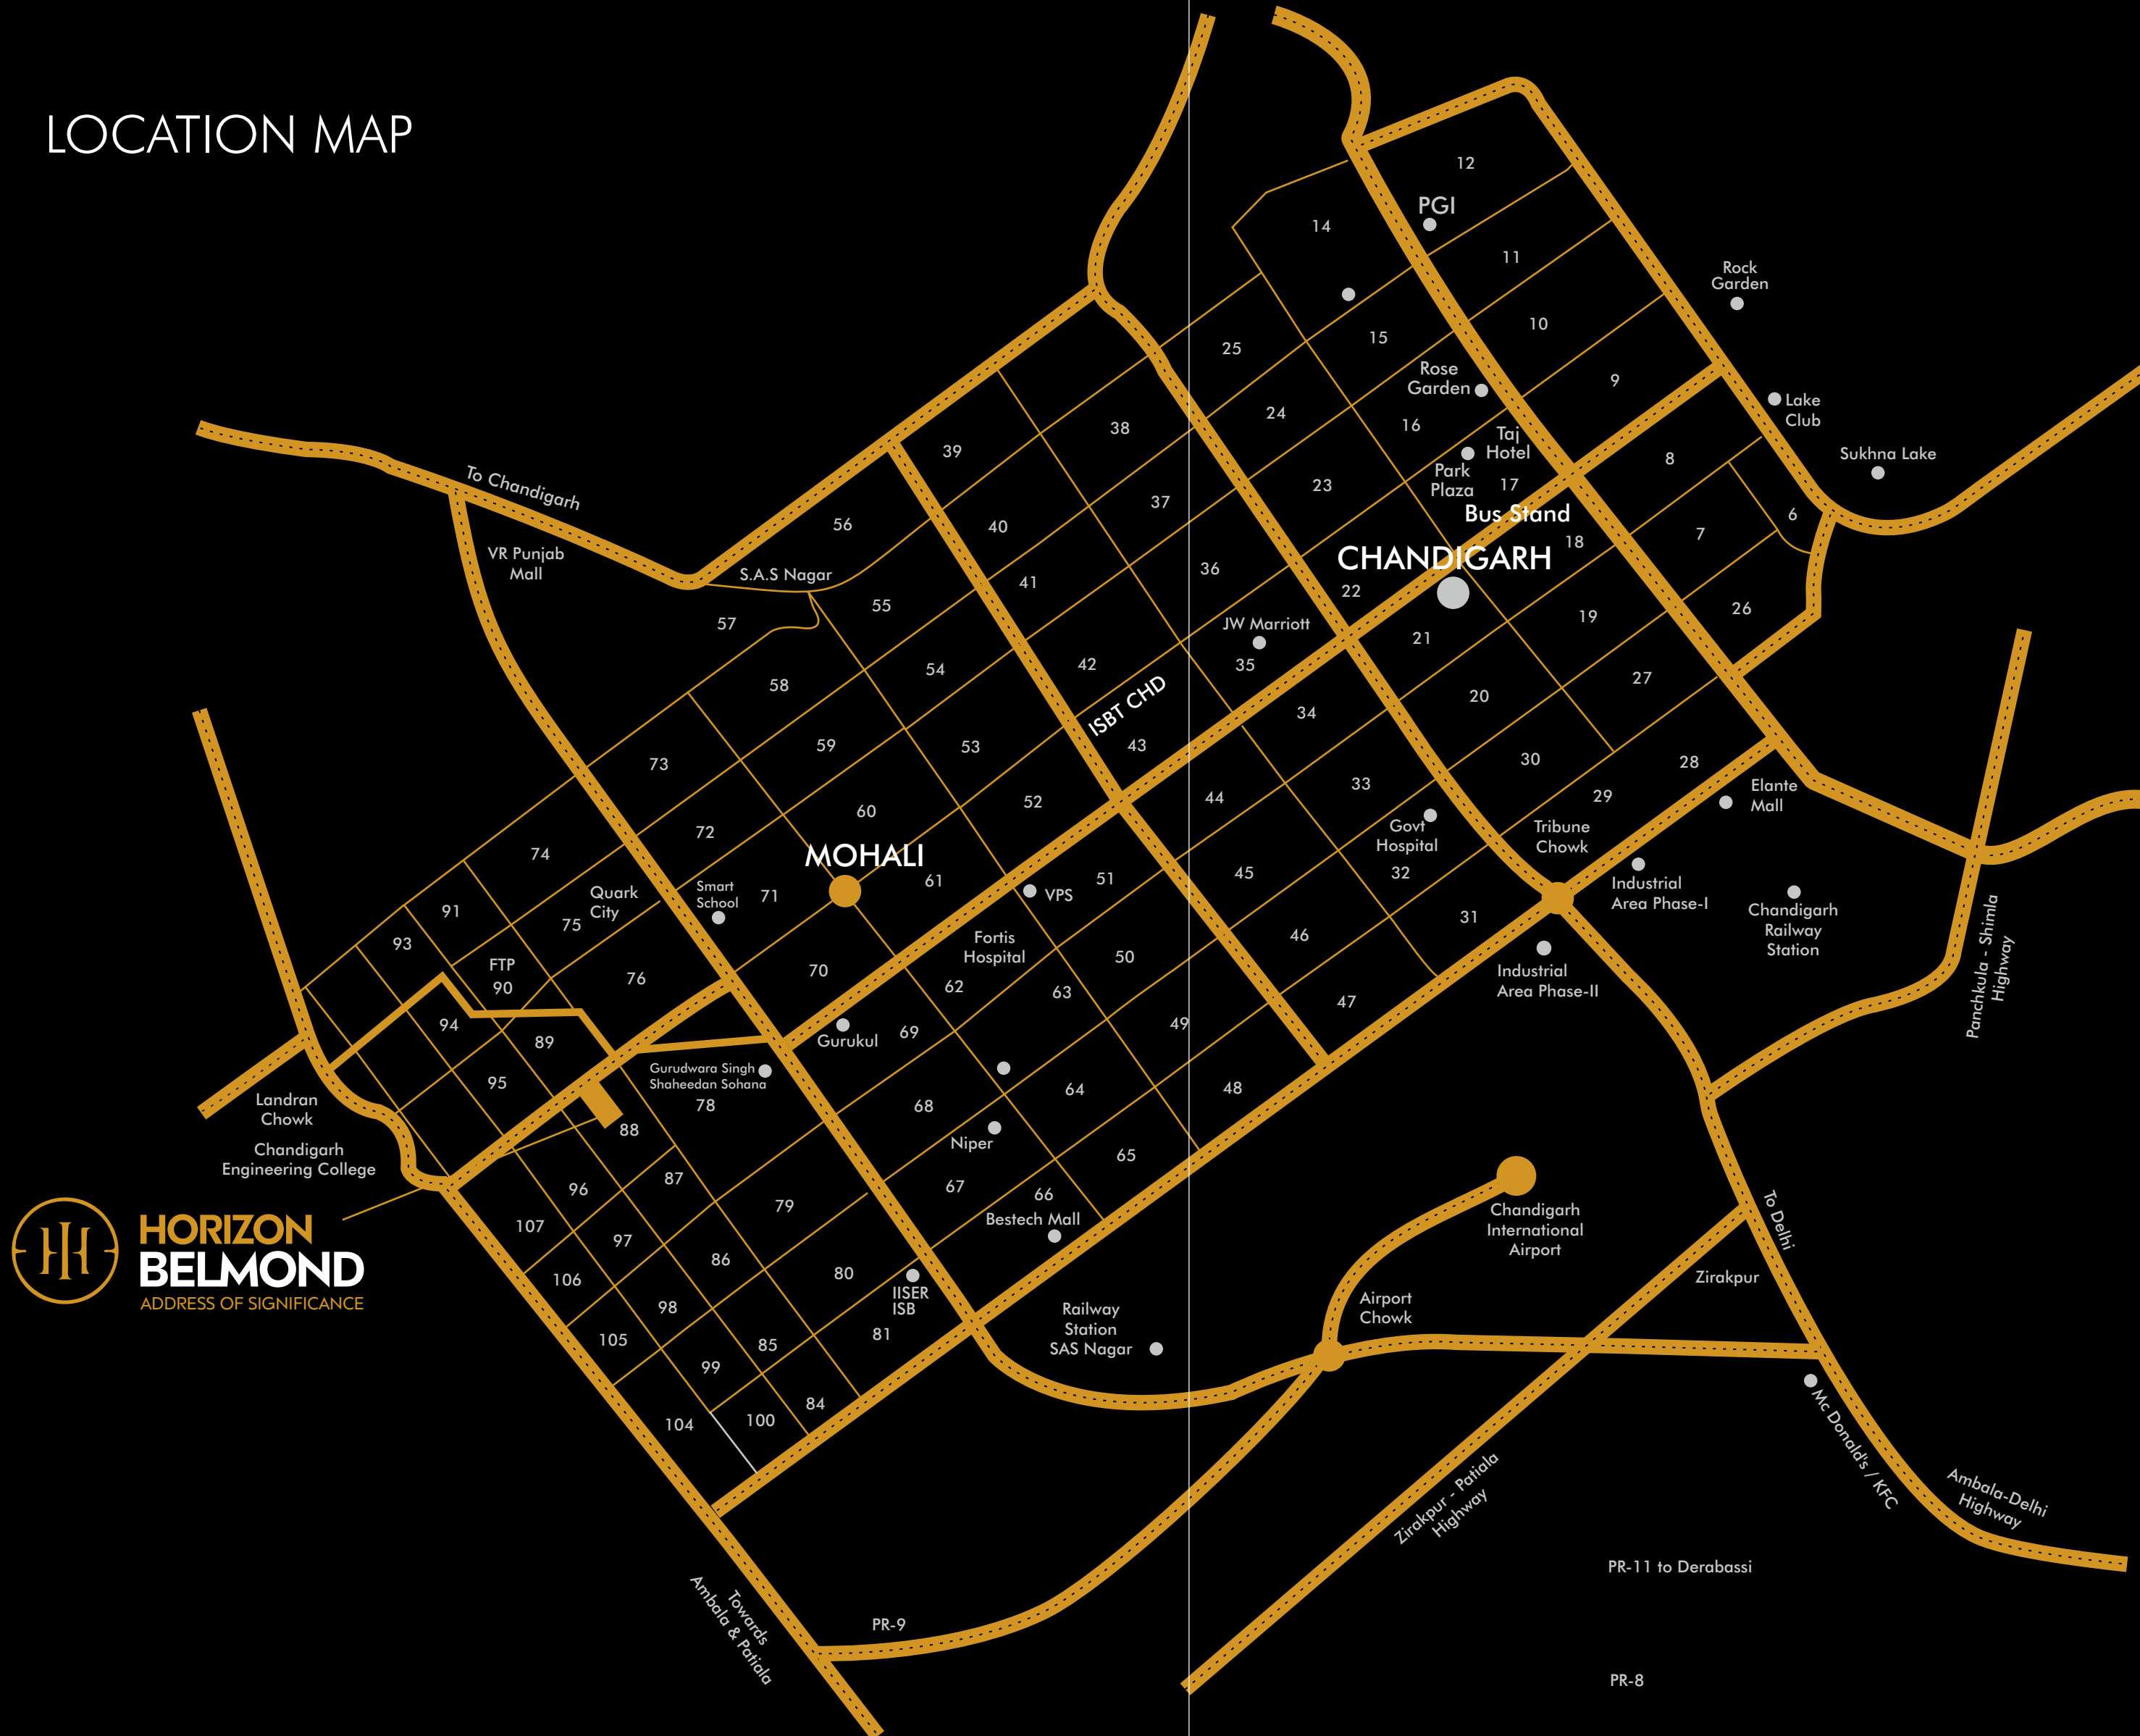 LOCATION MAP
12
PGI
14
11
Rock
Garden
10
15
25
Rose
Garden
9
Lake
Club
24
16
38
39
Taj
Hotel
Sukhna Lake
8
Park
Plaza
17
23
To Chandigarh
37
Bus Stand
6
56
40
7
18
VR Punjab
Mall
CHANDIGARH
36
S.A.S Nagar
41
22
55
26
57
19
JW Marriott
21
35
42
54
27
58
20
ISBT CHD
34
59
53
43
30
28
73
33
Elante
Mall
44
29
52
60
Tribune
Chowk
Govt
Hospital
72
74
MOHALI
45
32
51
61
Smart
School
71
Quark
City
VPS
Industrial
Area Phase-I
91
31
Chandigarh
Railway
Station
75
46
93
Fortis
Hospital
50
FTP
90
76
70
Industrial
Area Phase-II
62
63
47
Panchkula - Shimla
Highway
94
49
69
89
Gurukul
Gurudwara Singh
Shaheedan Sohana
95
64
48
Landran
Chowk
78
68
88
Niper
Chandigarh
Engineering College
65
87
96
67
66
79
Bestech Mall
Chandigarh
International
Airport
To Delhi
107
HORIZON
BELMOND
ADDRESS OF SIGNIFICANCE
97
86
80
106
Zirakpur
IISER
ISB
98
Airport
Chowk
Railway
Station
SAS Nagar
81
105
85
99
84
Mc Donald's / KFC
100
104
Zirakpur - Patiala
Highway
Ambala-Delhi
Highway
PR-11 to Derabassi
Towards
Ambala & Patiala
PR-9
PR-8